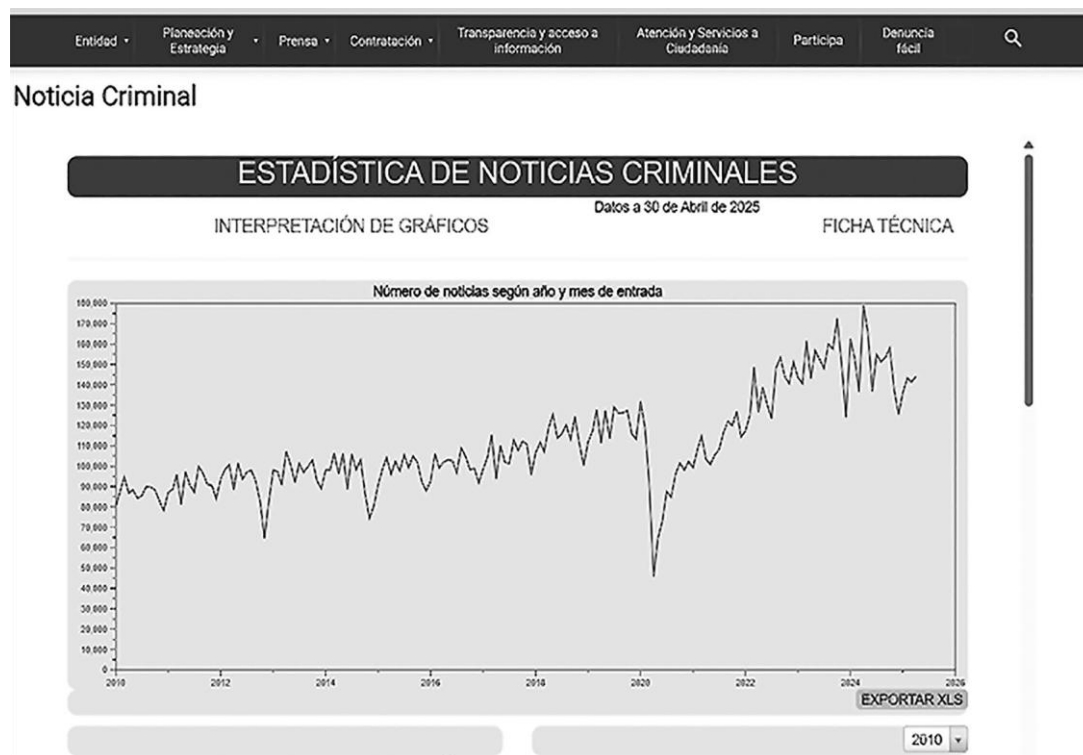 Entidad
Planeación y
Estrategia
Prensa
Contratación
Transparencia y acceso a
información
Atención y Servicios a
Ciudadanía
Participa
Denuncia
fácil
Noticia Criminal
ESTADÍSTICA DE NOTICIAS CRIMINALES
Datos a 30 de Abril de 2025
INTERPRETACIÓN DE GRÁFICOS
FICHA TÉCNICA
Número de noticias según año y mes de entrada
180,000
170,000
160,000
150,000
140,000
130,000
120,000
110,000
100,000
90,000
80,000
70,000
60,000
50,000
40,000
30,000
20,000
10,000
0
2010 2012 2014 2016 2018 2020 2022 2024 2026
EXPORTAR XLS
2010